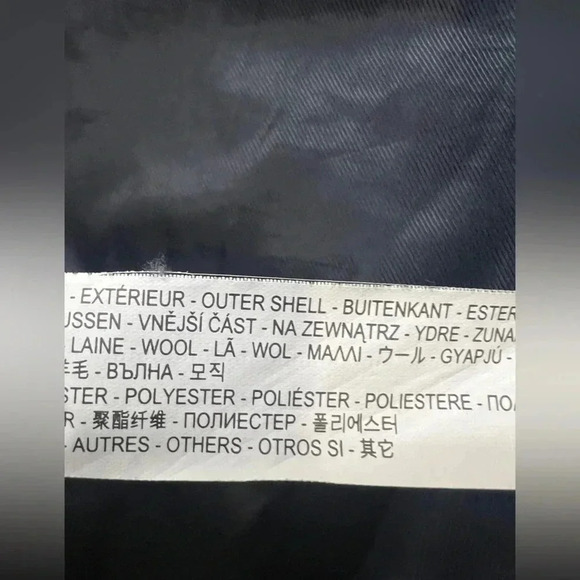 - EXTÉRIEUR - OUTER SHELL - BUITENKANT - ESTER
USSEN - VNĚJŠÍ ČÁST - NA ZEWNĄTRZ - YDRE - ZUNA
LAINE - WOOL - LÃ - WOL - ΜΑΛΛΙ - ウール - GYAPJÚ -
羊毛 - ВЪЛНА - 모직
STER - POLYESTER - POLIÉSTER - POLIESTERE - ΠΟΛ
R - 聚酯纤维 - ПОЛИЕСТЕР - 폴리에스터
- AUTRES - OTHERS - OTROS SI - 其它